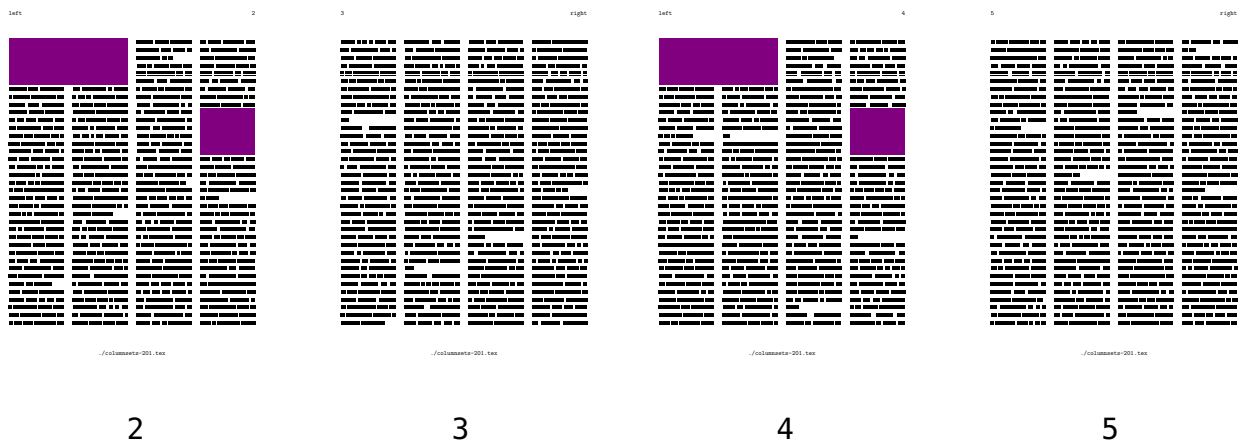 left 2 3 right left 4 5 right
./columnsets-201.tex ./columnsets-201.tex ./columnsets-201.tex ./columnsets-201.tex
2 3 4 5